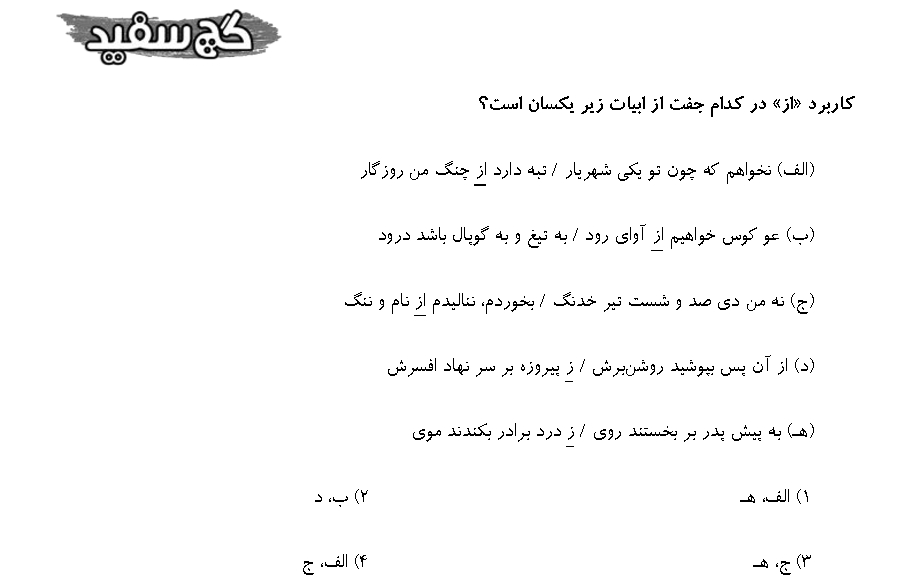 گچ سفید
کاربرد «از» در کدام جفت از ابیات زیر یکسان است؟
(الف) نخواهم که چون تو یکی شهریار / تبه دارد از چنگ من روزگار
(ب) عو کوس خواهیم از آوای رود / به تیغ و به گوپال باشد درود
(ج) نه من دی صد و شست تیر خدنگ / بخوردم، ننالیدم از نام و ننگ
(د) از آن پس بپوشید روشن‌برش / ز پیروزه بر سر نهاد افسرش
(هـ) به پیش پدر بر بخستند روی / ز درد برادر بکندند موی
۱) الف، هـ ۲) ب، د
۳) ج، هـ ۴) الف، ج